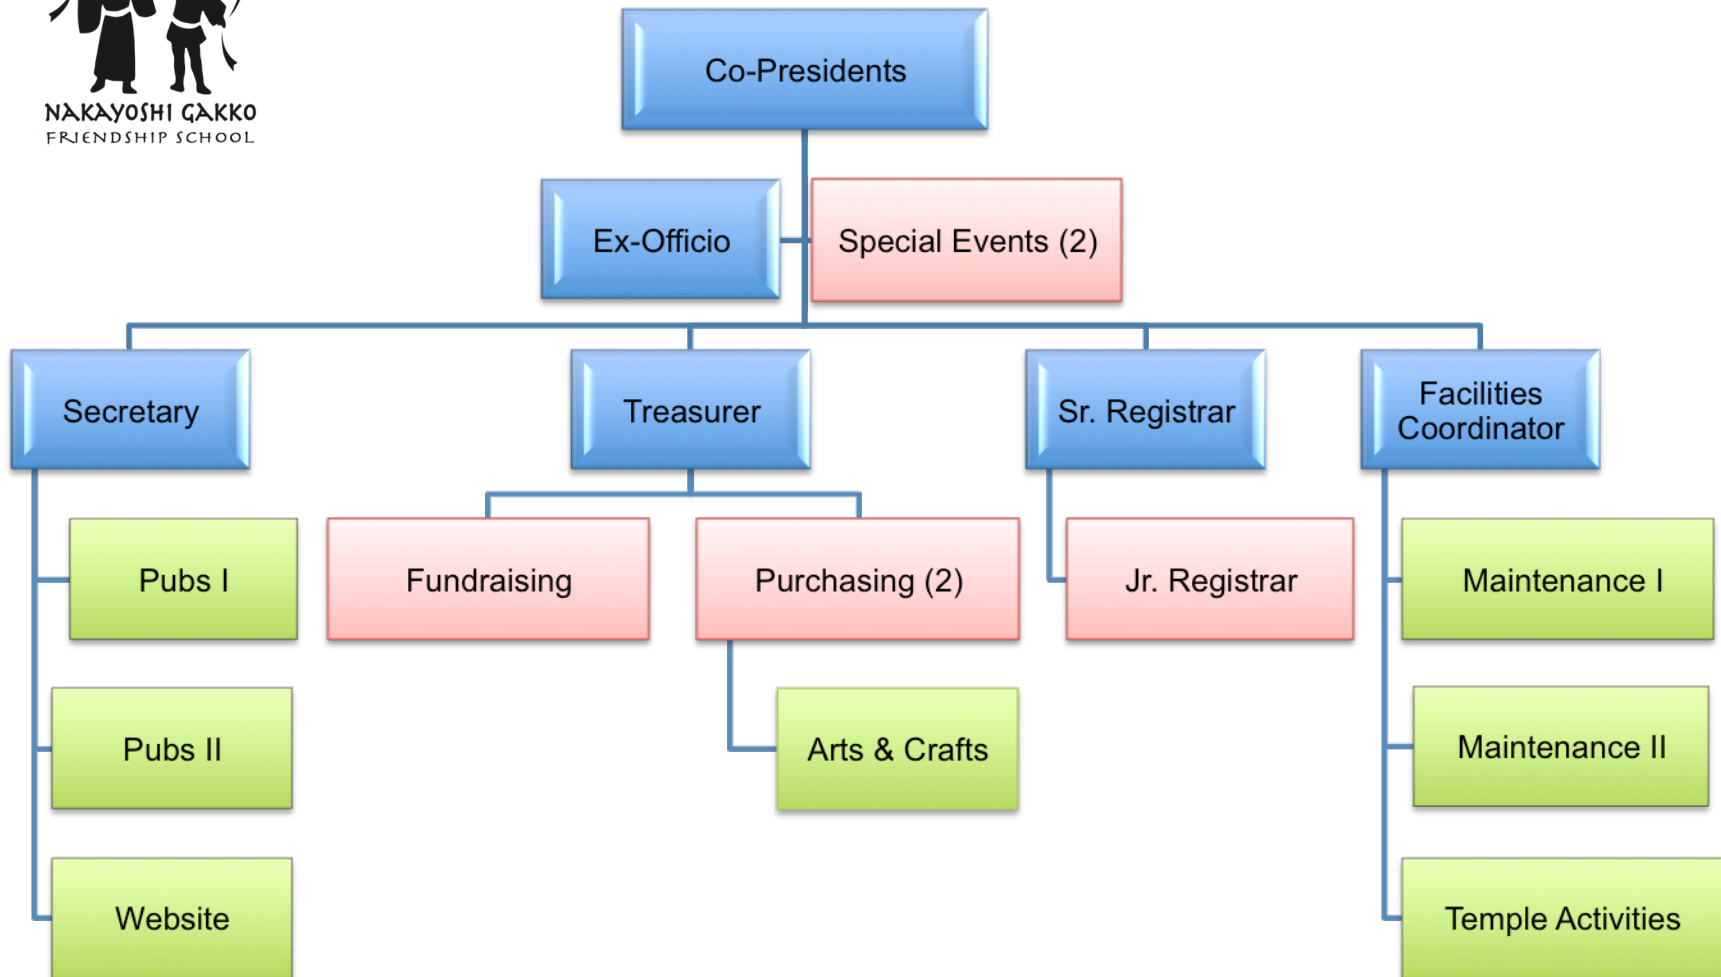 NAKAYOSHI GAKKO
FRIENDSHIP SCHOOL
Co-Presidents
Ex-Officio
Special Events (2)
Secretary
Treasurer
Sr. Registrar
Facilities
Coordinator
Pubs I
Fundraising
Purchasing (2)
Jr. Registrar
Maintenance I
Pubs II
Arts & Crafts
Maintenance II
Website
Temple Activities